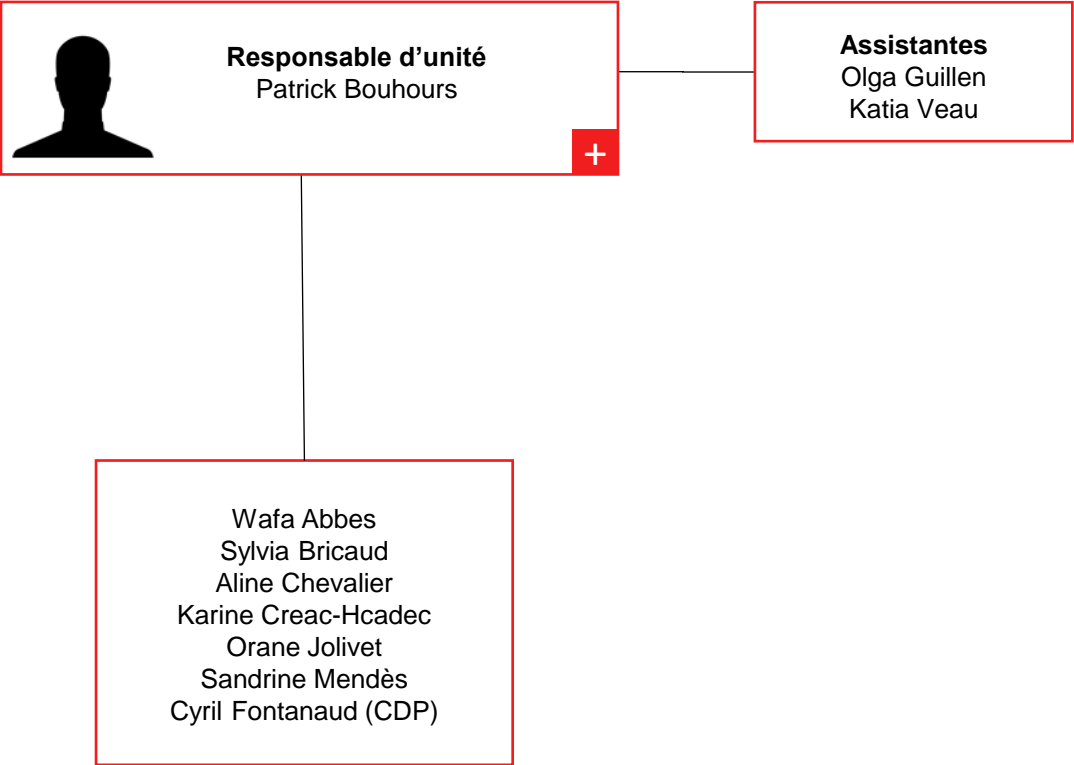 Responsable d’unité
Patrick Bouhours
+
Assistantes
Olga Guillen
Katia Veau
Wafa Abbes
Sylvia Bricaud
Aline Chevalier
Karine Creac-Hcadec
Orane Jolivet
Sandrine Mendès
Cyril Fontanaud (CDP)